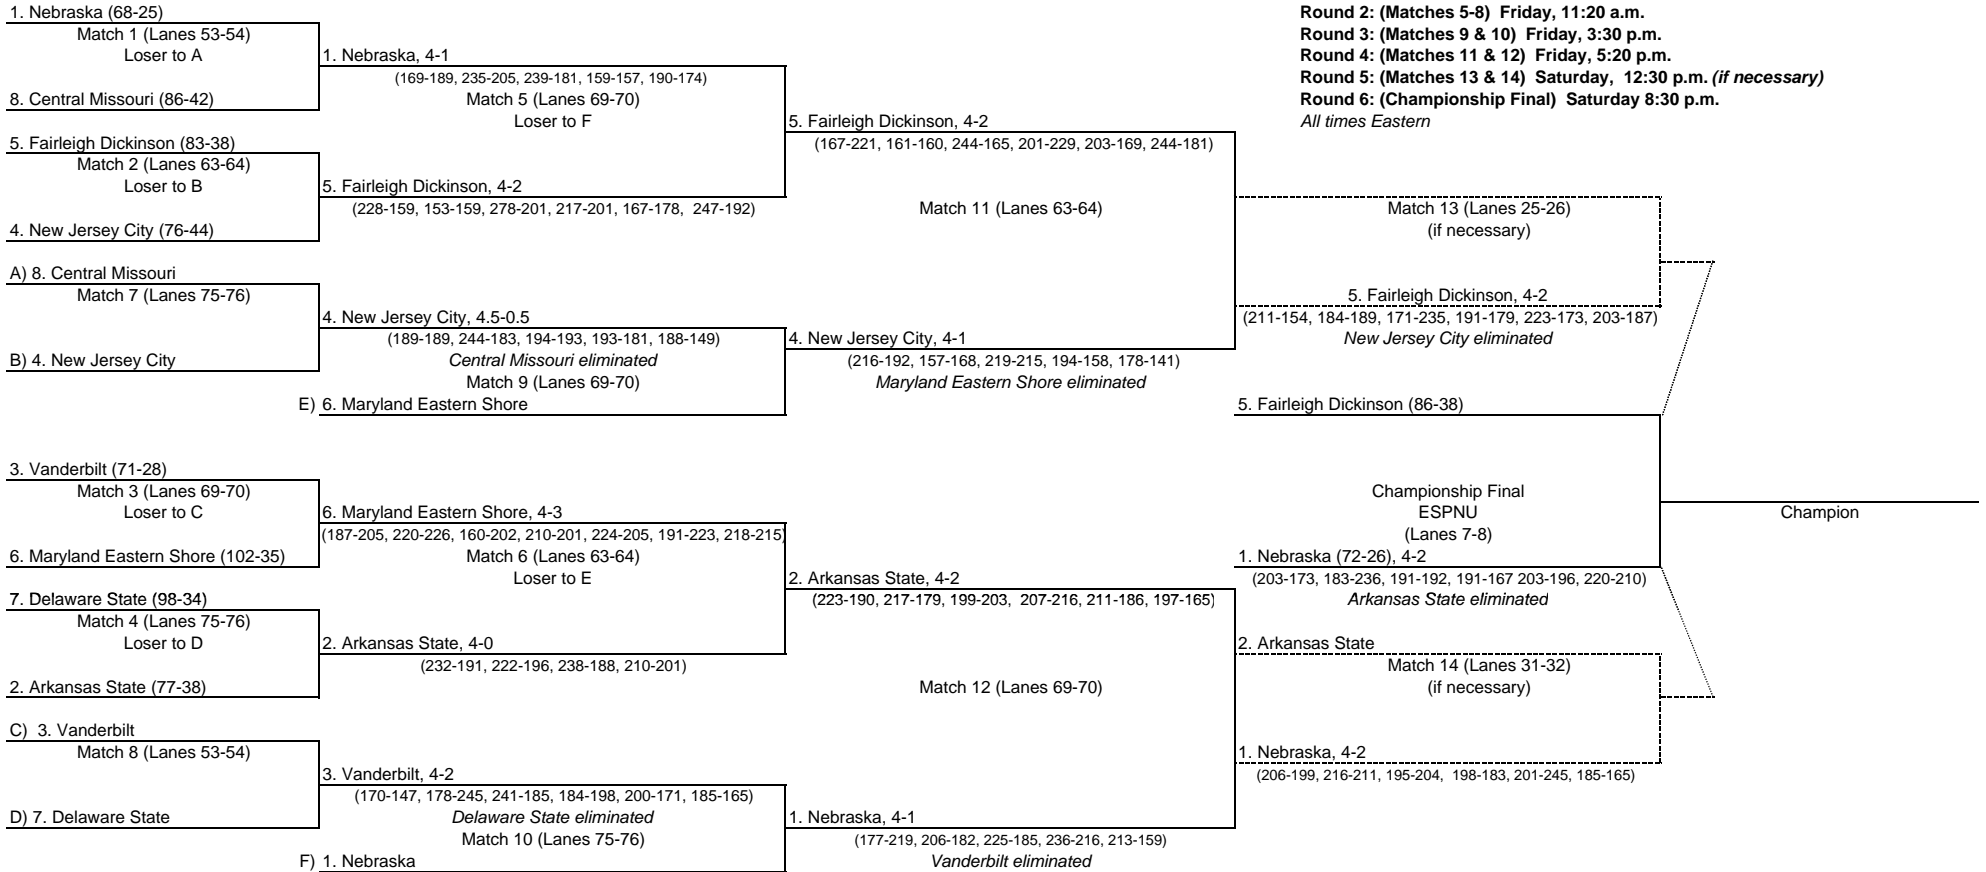 1. Nebraska (68-25)
Match 1 (Lanes 53-54)
Loser to A
8. Central Missouri (86-42)
5. Fairleigh Dickinson (83-38)
Match 2 (Lanes 63-64)
Loser to B
4. New Jersey City (76-44)
A) 8. Central Missouri
Match 7 (Lanes 75-76)
B) 4. New Jersey City
3. Vanderbilt (71-28)
Match 3 (Lanes 69-70)
Loser to C
6. Maryland Eastern Shore (102-35)
7. Delaware State (98-34)
Match 4 (Lanes 75-76)
Loser to D
2. Arkansas State (77-38)
C) 3. Vanderbilt
Match 8 (Lanes 53-54)
D) 7. Delaware State
1. Nebraska, 4-1
(169-189, 235-205, 239-181, 159-157, 190-174)
Match 5 (Lanes 69-70)
Loser to F
5. Fairleigh Dickinson, 4-2
(228-159, 153-159, 278-201, 217-201, 167-178, 247-192)
4. New Jersey City, 4.5-0.5
(189-189, 244-183, 194-193, 193-181, 188-149)
Central Missouri eliminated
Match 9 (Lanes 69-70)
E) 6. Maryland Eastern Shore
6. Maryland Eastern Shore, 4-3
(187-205, 220-226, 160-202, 210-201, 224-205, 191-223, 218-215)
Match 6 (Lanes 63-64)
Loser to E
2. Arkansas State, 4-0
(232-191, 222-196, 238-188, 210-201)
3. Vanderbilt, 4-2
(170-147, 178-245, 241-185, 184-198, 200-171, 185-165)
Delaware State eliminated
Match 10 (Lanes 75-76)
F) 1. Nebraska
5. Fairleigh Dickinson, 4-2
(167-221, 161-160, 244-165, 201-229, 203-169, 244-181)
Match 11 (Lanes 63-64)
4. New Jersey City, 4-1
(216-192, 157-168, 219-215, 194-158, 178-141)
Maryland Eastern Shore eliminated
2. Arkansas State, 4-2
(223-190, 217-179, 199-203, 207-216, 211-186, 197-165)
Match 12 (Lanes 69-70)
1. Nebraska, 4-1
(177-219, 206-182, 225-185, 236-216, 213-159)
Vanderbilt eliminated
Round 2: (Matches 5-8) Friday, 11:20 a.m.
Round 3: (Matches 9 & 10) Friday, 3:30 p.m.
Round 4: (Matches 11 & 12) Friday, 5:20 p.m.
Round 5: (Matches 13 & 14) Saturday, 12:30 p.m. (if necessary)
Round 6: (Championship Final) Saturday 8:30 p.m.
All times Eastern
Match 13 (Lanes 25-26)
(if necessary)
5. Fairleigh Dickinson, 4-2
(211-154, 184-189, 171-235, 191-179, 223-173, 203-187)
New Jersey City eliminated
5. Fairleigh Dickinson (86-38)
Championship Final
ESPNU
(Lanes 7-8)
1. Nebraska (72-26), 4-2
(203-173, 183-236, 191-192, 191-167 203-196, 220-210)
Arkansas State eliminated
2. Arkansas State
Match 14 (Lanes 31-32)
(if necessary)
1. Nebraska, 4-2
(206-199, 216-211, 195-204, 198-183, 201-245, 185-165)
Champion